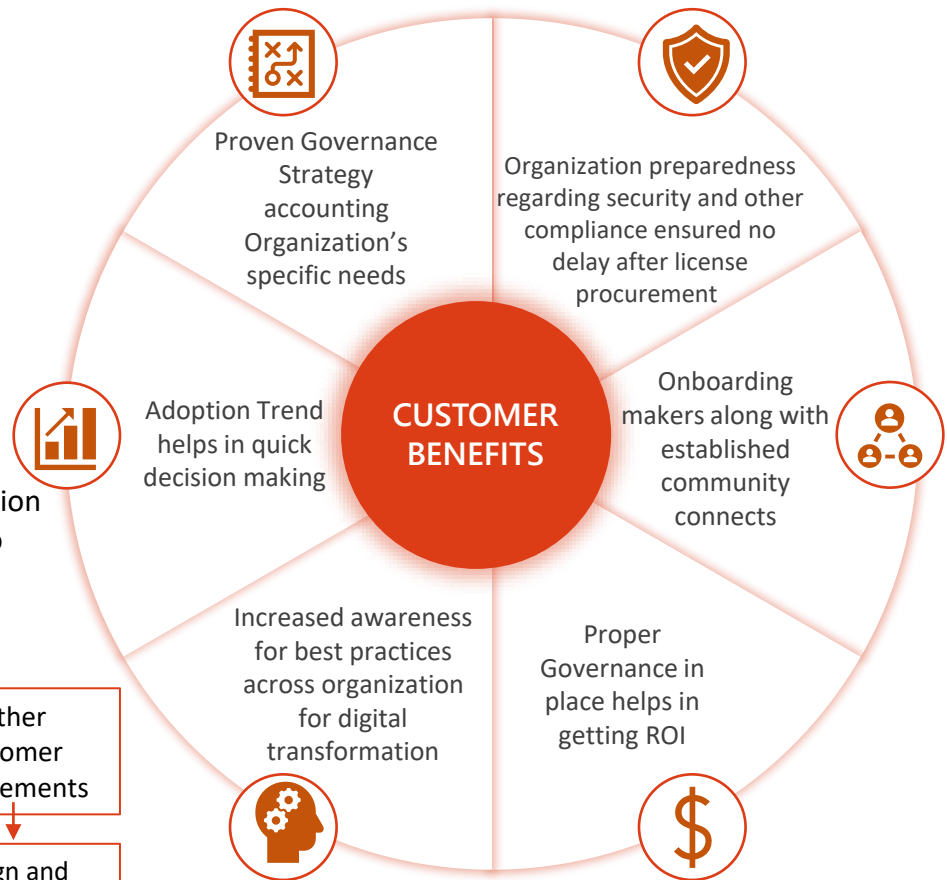 Proven Governance
Strategy
accounting
Organization's
specific needs
Organization preparedness
regarding security and other
compliance ensured no
delay after license
procurement
Adoption Trend
helps in quick
decision making
CUSTOMER
BENEFITS
Onboarding
makers along with
established
community
connects
Increased awareness
for best practices
across organization
for digital
transformation
Proper
Governance in
place helps in
getting ROI